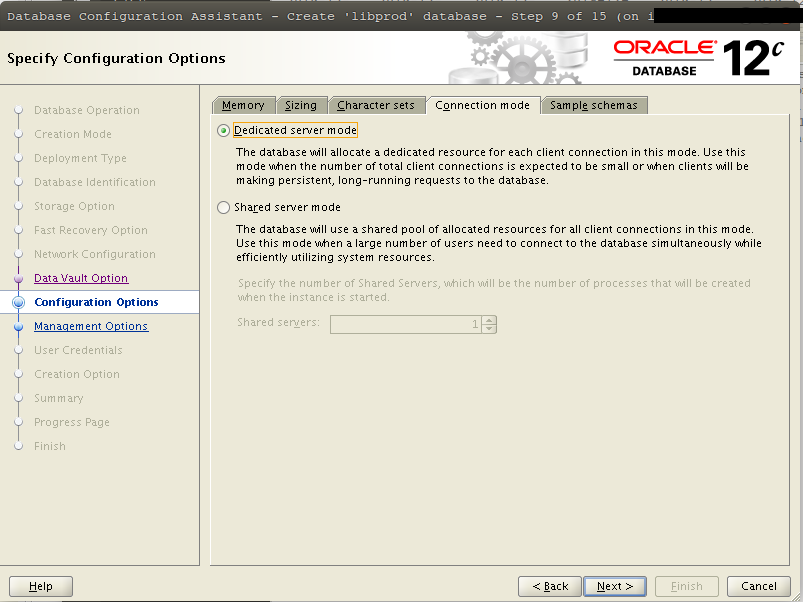 Database Configuration Assistant - Create 'libprod' database - Step 9 of 15 (on i
Specify Configuration Options
ORACLE®
DATABASE
12c
Database Operation
Creation Mode
Deployment Type
Database Identification
Storage Option
Fast Recovery Option
Network Configuration
Data Vault Option
Configuration Options
Management Options
User Credentials
Creation Option
Summary
Progress Page
Finish
Memory Sizing Character sets Connection mode Sample schemas
Dedicated server mode
The database will allocate a dedicated resource for each client connection in this mode. Use this
mode when the number of total client connections is expected to be small or when clients will be
making persistent, long-running requests to the database.
Shared server mode
The database will use a shared pool of allocated resources for all client connections in this mode.
Use this mode when a large number of users need to connect to the database simultaneously while
efficiently utilizing system resources.
Specify the number of Shared Servers, which will be the number of processes that will be created
when the instance is started.
Shared servers: 1
Help < Back Next > Finish Cancel